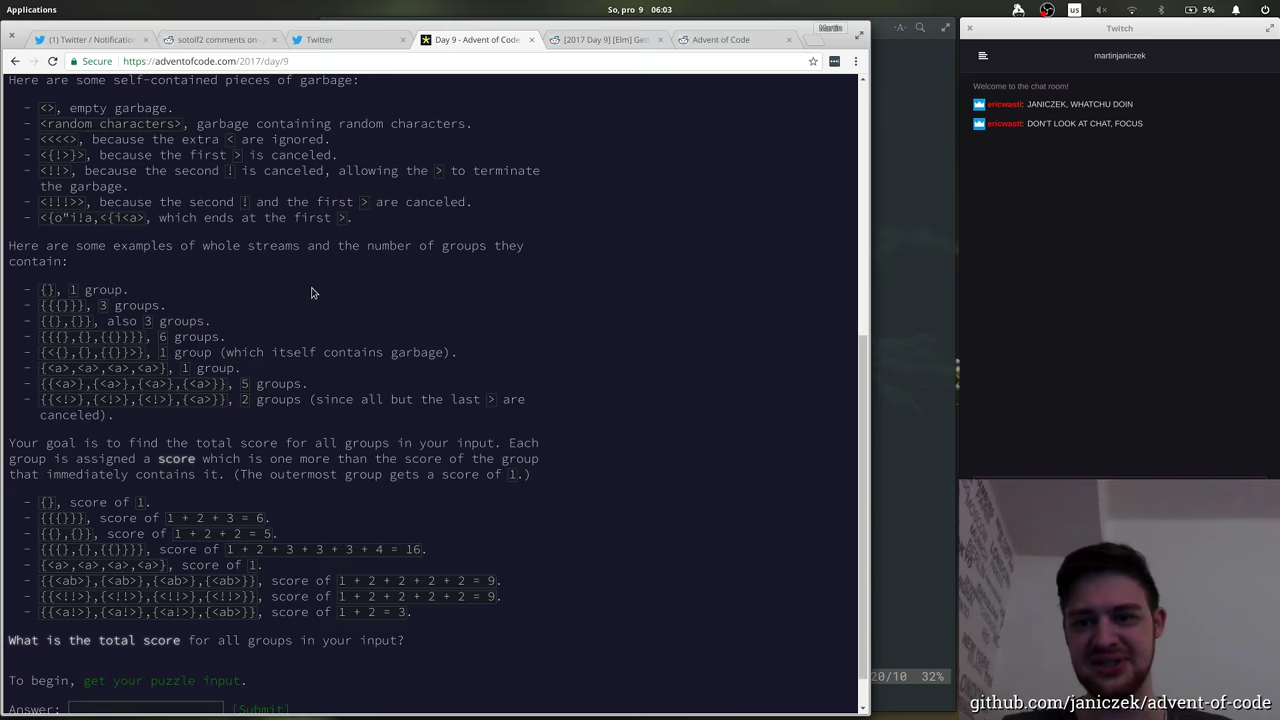 Applications
So, pro 9 06:03
us
5%
(1) Twitter / Notifica
sotolf2 comments on
Twitter
Day 9 - Advent of Code
[2017 Day 9] [Elm] Get
Advent of Code
Martin
Secure
https://adventofcode.com/2017/day/9
Here are some self-contained pieces of garbage:
- <>, empty garbage.
- <random characters>, garbage containing random characters.
- <<<<>, because the extra < are ignored.
- <{!>}>, because the first > is canceled.
- <!!>, because the second ! is canceled, allowing the > to terminate
the garbage.
- <!!!>>, because the second ! and the first > are canceled.
- <{o"i!a,<{i<a>, which ends at the first >.
Here are some examples of whole streams and the number of groups they
contain:
- {}, 1 group.
- {{{}}}, 3 groups.
- {{},{}}, also 3 groups.
- {{{},{},{{}}}}, 6 groups.
- {<{},{},{{}}>}, 1 group (which itself contains garbage).
- {<a>,<a>,<a>,<a>}, 1 group.
- {{<a>},{<a>},{<a>},{<a>}}, 5 groups.
- {{<!>},{<!>},{<!>},{<a>}}, 2 groups (since all but the last > are
canceled).
Your goal is to find the total score for all groups in your input. Each
group is assigned a score which is one more than the score of the group
that immediately contains it. (The outermost group gets a score of 1.)
- {}, score of 1.
- {{{}}}, score of 1 + 2 + 3 = 6.
- {{},{}}, score of 1 + 2 + 2 = 5.
- {{{},{},{{}}}}, score of 1 + 2 + 3 + 3 + 3 + 4 = 16.
- {<a>,<a>,<a>,<a>}, score of 1.
- {{<ab>},{<ab>},{<ab>},{<ab>}}, score of 1 + 2 + 2 + 2 + 2 = 9.
- {{<!!>},{<!!>},{<!!>},{<!!>}}, score of 1 + 2 + 2 + 2 + 2 = 9.
- {{<a!>},{<a!>},{<a!>},{<ab>}}, score of 1 + 2 = 3.
What is the total score for all groups in your input?
To begin, get your puzzle input.
Answer: [Submit]
-A-
20/10 32%
Twitch
martinjaniczek
Welcome to the chat room!
ericwastl: JANICZEK, WHATCHU DOIN
ericwastl: DON'T LOOK AT CHAT, FOCUS
github.com/janiczek/advent-of-code